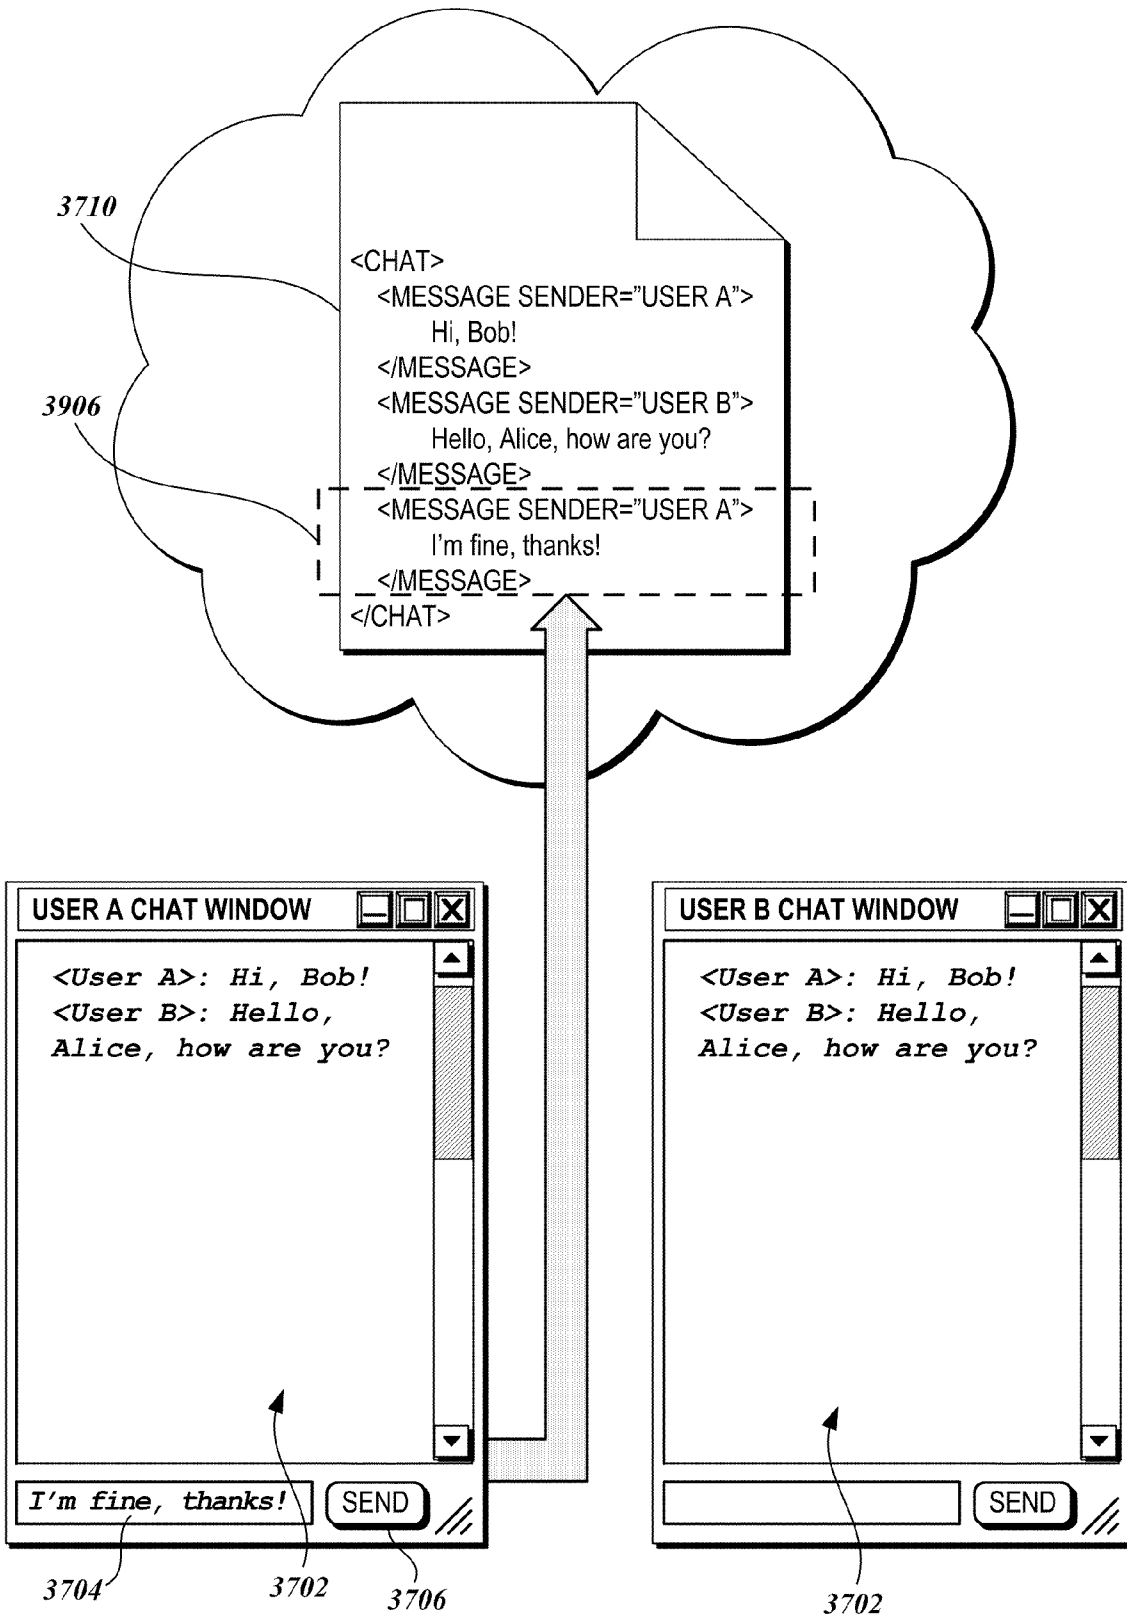 3710
<CHAT>
<MESSAGE SENDER="USER A">
Hi, Bob!
</MESSAGE>
3906
<MESSAGE SENDER="USER B">
Hello, Alice, how are you?
</MESSAGE>
<MESSAGE SENDER="USER A">
I'm fine, thanks!
</MESSAGE>
</CHAT>
USER A CHAT WINDOW
<User A>: Hi, Bob!
<User B>: Hello,
Alice, how are you?
I'm fine, thanks!
SEND
3704
3702
3706
USER B CHAT WINDOW
<User A>: Hi, Bob!
<User B>: Hello,
Alice, how are you?
SEND
3702